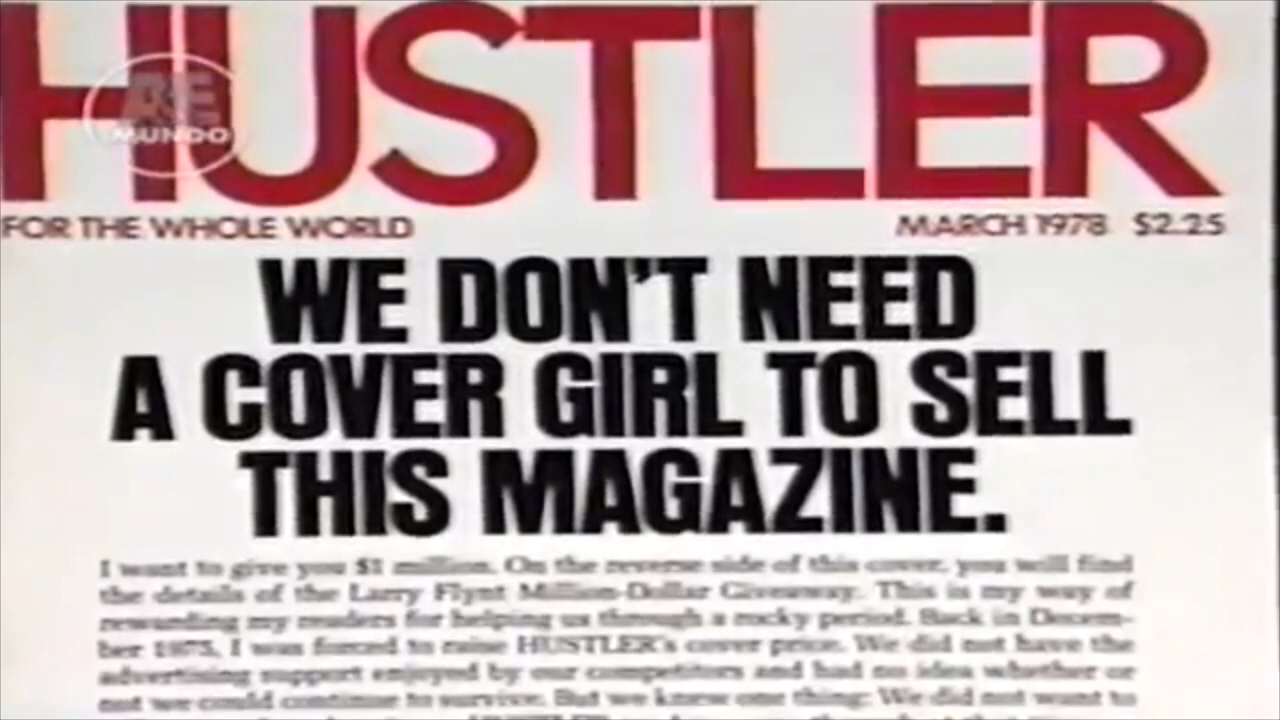 HUSTLER
A&E
MUNDO
FOR THE WHOLE WORLD
MARCH 1978 $2.25
WE DON'T NEED
A COVER GIRL TO SELL
THIS MAGAZINE.
I want to give you $1 million. On the reverse side of this cover, you will find
the details of the Larry Flynt Million-Dollar Giveaway. This is my way of
rewarding my readers for helping us through a rocky period. Back in Decem-
ber 1975, I was forced to raise HUSTLER's cover price. We did not have the
advertising support enjoyed by our competitors and had no idea whether or
not we could continue to survive. But we knew one thing: We did not want to